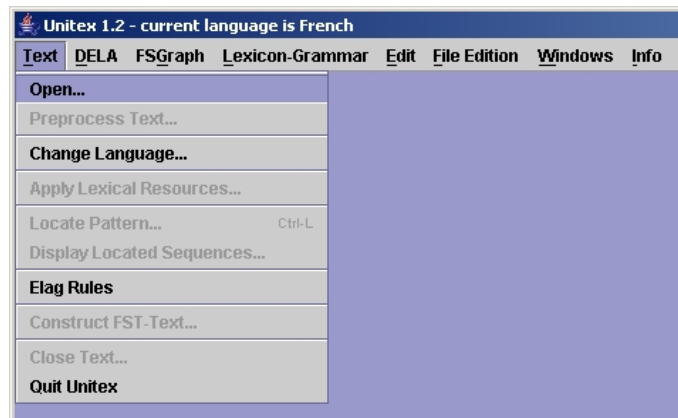 Unitex 1.2 - current language is French
Text DELA FSGraph Lexicon-Grammar Edit File Edition Windows Info
Open...
Preprocess Text...
Change Language...
Apply Lexical Resources...
Locate Pattern... Ctrl-L
Display Located Sequences...
Elag Rules
Construct FST-Text...
Close Text...
Quit Unitex